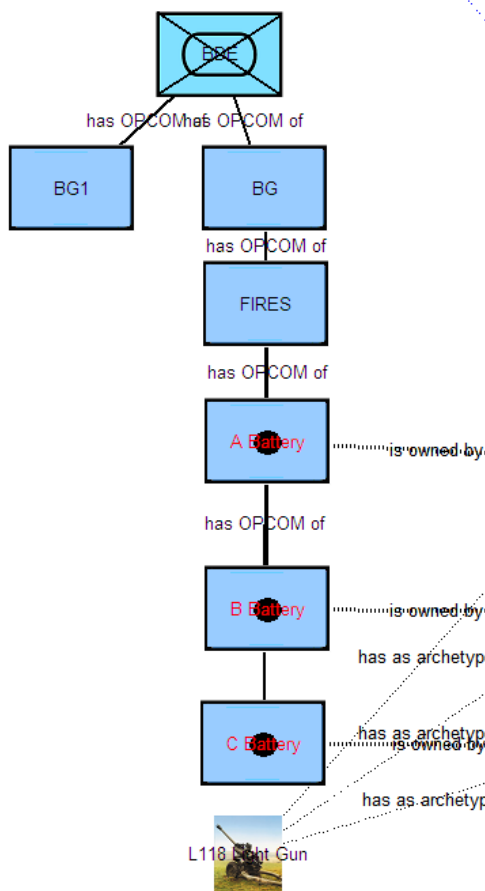 BDE
has OPCOM of
has OPCOM of
BG1
BG
has OPCOM of
FIRES
has OPCOM of
A Battery
is owned by
has OPCOM of
B Battery
is owned by
has as archetyp
has as archetyp
C Battery
is owned by
has as archetyp
L118 Light Gun